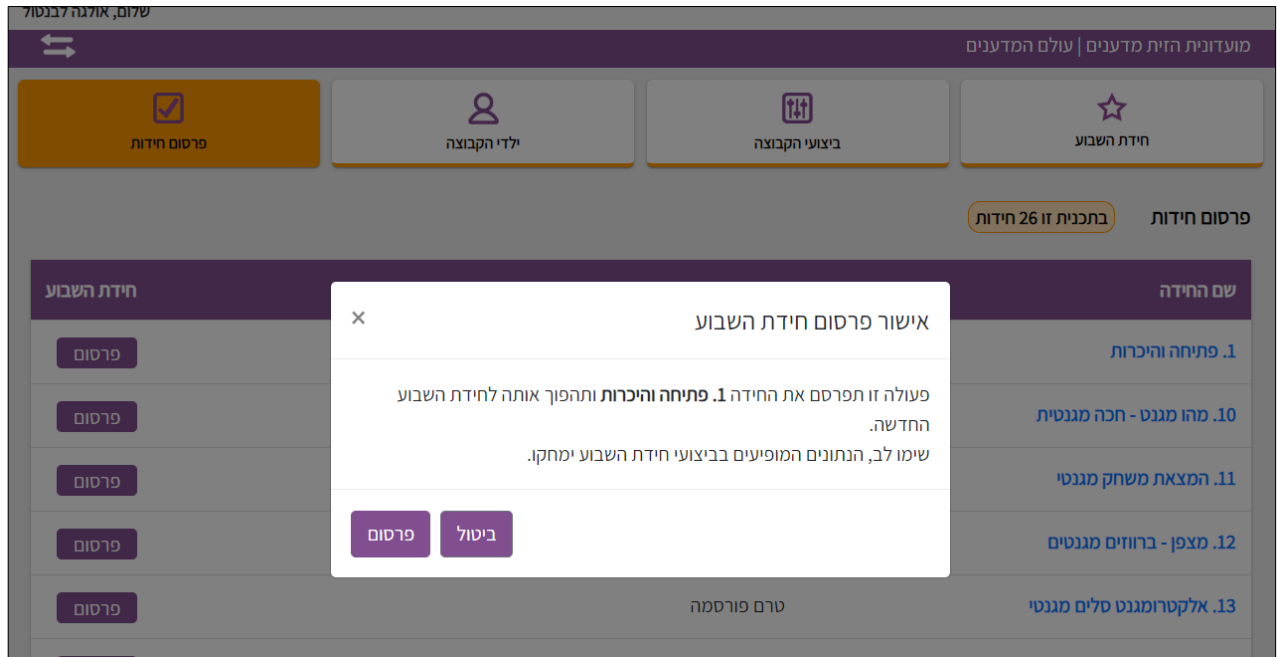 שלום, אולגה לבנטול
מועדונית הזית מדענים | עולם המדענים
חידת השבוע
ביצועי הקבוצה
ילדי הקבוצה
פרסום חידות
פרסום חידות בתכנית זו 26 חידות
שם החידה חידת השבוע
אישור פרסום חידת השבוע ×
פעולה זו תפרסם את החידה 1. פתיחה והיכרות ותהפוך אותה לחידת השבוע
החדשה.
שימו לב, הנתונים המופיעים בביצועי חידת השבוע ימחקו.
ביטול פרסום
1. פתיחה והיכרות פרסום
10. מהו מגנט - חכה מגנטית פרסום
11. המצאת משחק מגנטי פרסום
12. מצפן - ברווזים מגנטים פרסום
13. אלקטרומגנט סלים מגנטי טרם פורסמה פרסום